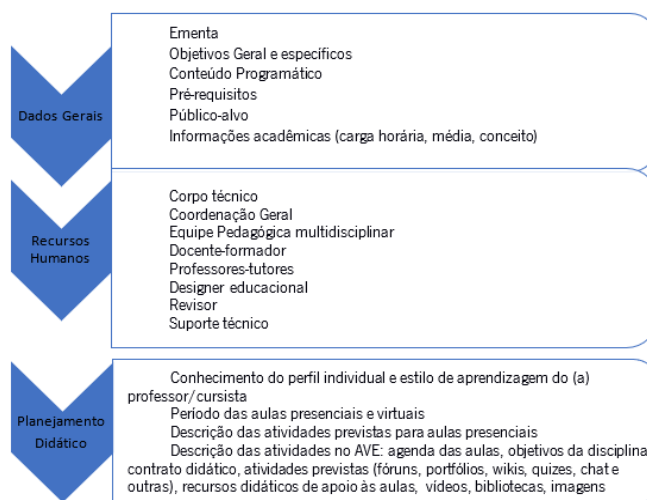 Dados Gerais
Ementa
Objetivos Geral e específicos
Conteúdo Programático
Pré-requisitos
Público-alvo
Informações acadêmicas (carga horária, média, conceito)
Recursos
Humanos
Corpo técnico
Coordenação Geral
Equipe Pedagógica multidisciplinar
Docente-formador
Professores-tutores
Designer educacional
Revisor
Suporte técnico
Planejamento
Didático
Conhecimento do perfil individual e estilo de aprendizagem do (a)
professor/cursista
Período das aulas presenciais e virtuais
Descrição das atividades previstas para aulas presenciais
Descrição das atividades no AVE: agenda das aulas, objetivos da disciplina
contrato didático, atividades previstas (fóruns, portfólios, wikis, quizes, chat e
outras), recursos didáticos de apoio às aulas, vídeos, bibliotecas, imagens